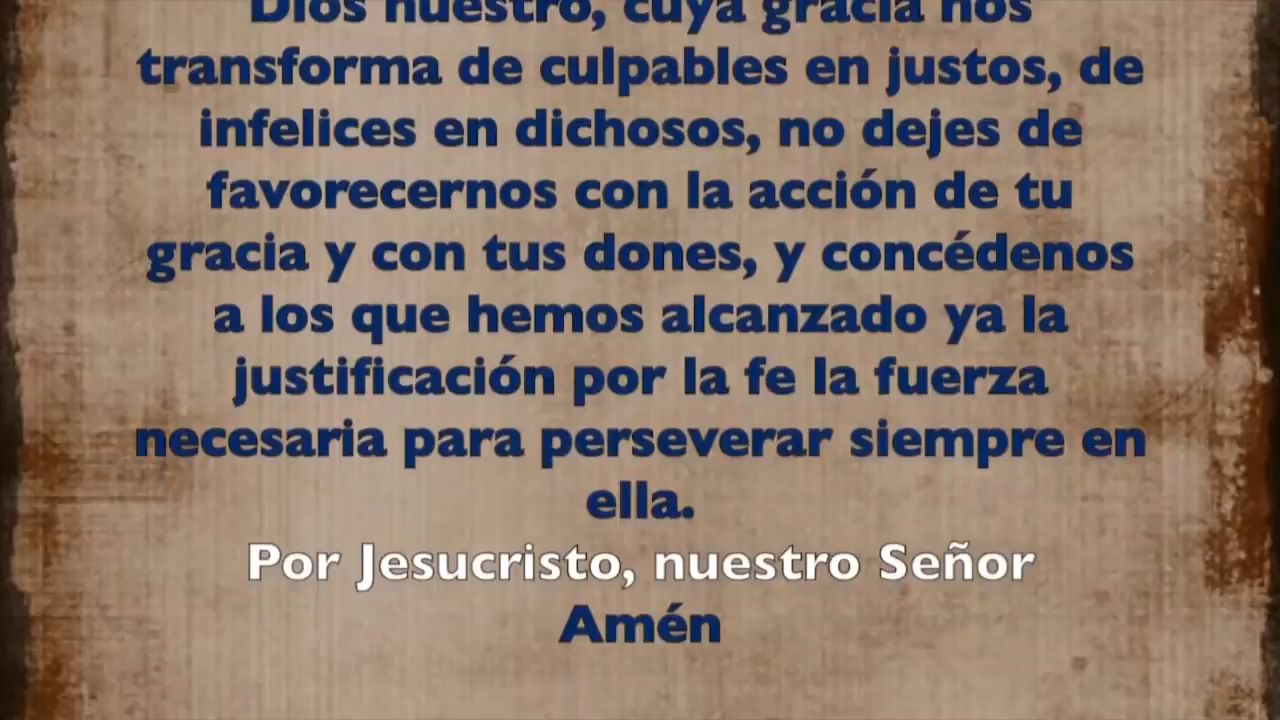 Dios nuestro, cuya gracia nos
transforma de culpables en justos, de
infelices en dichosos, no dejes de
favorecernos con la acción de tu
gracia y con tus dones, y concédenos
a los que hemos alcanzado ya la
justificación por la fe la fuerza
necesaria para perseverar siempre en
ella.
Por Jesucristo, nuestro Señor
Amén